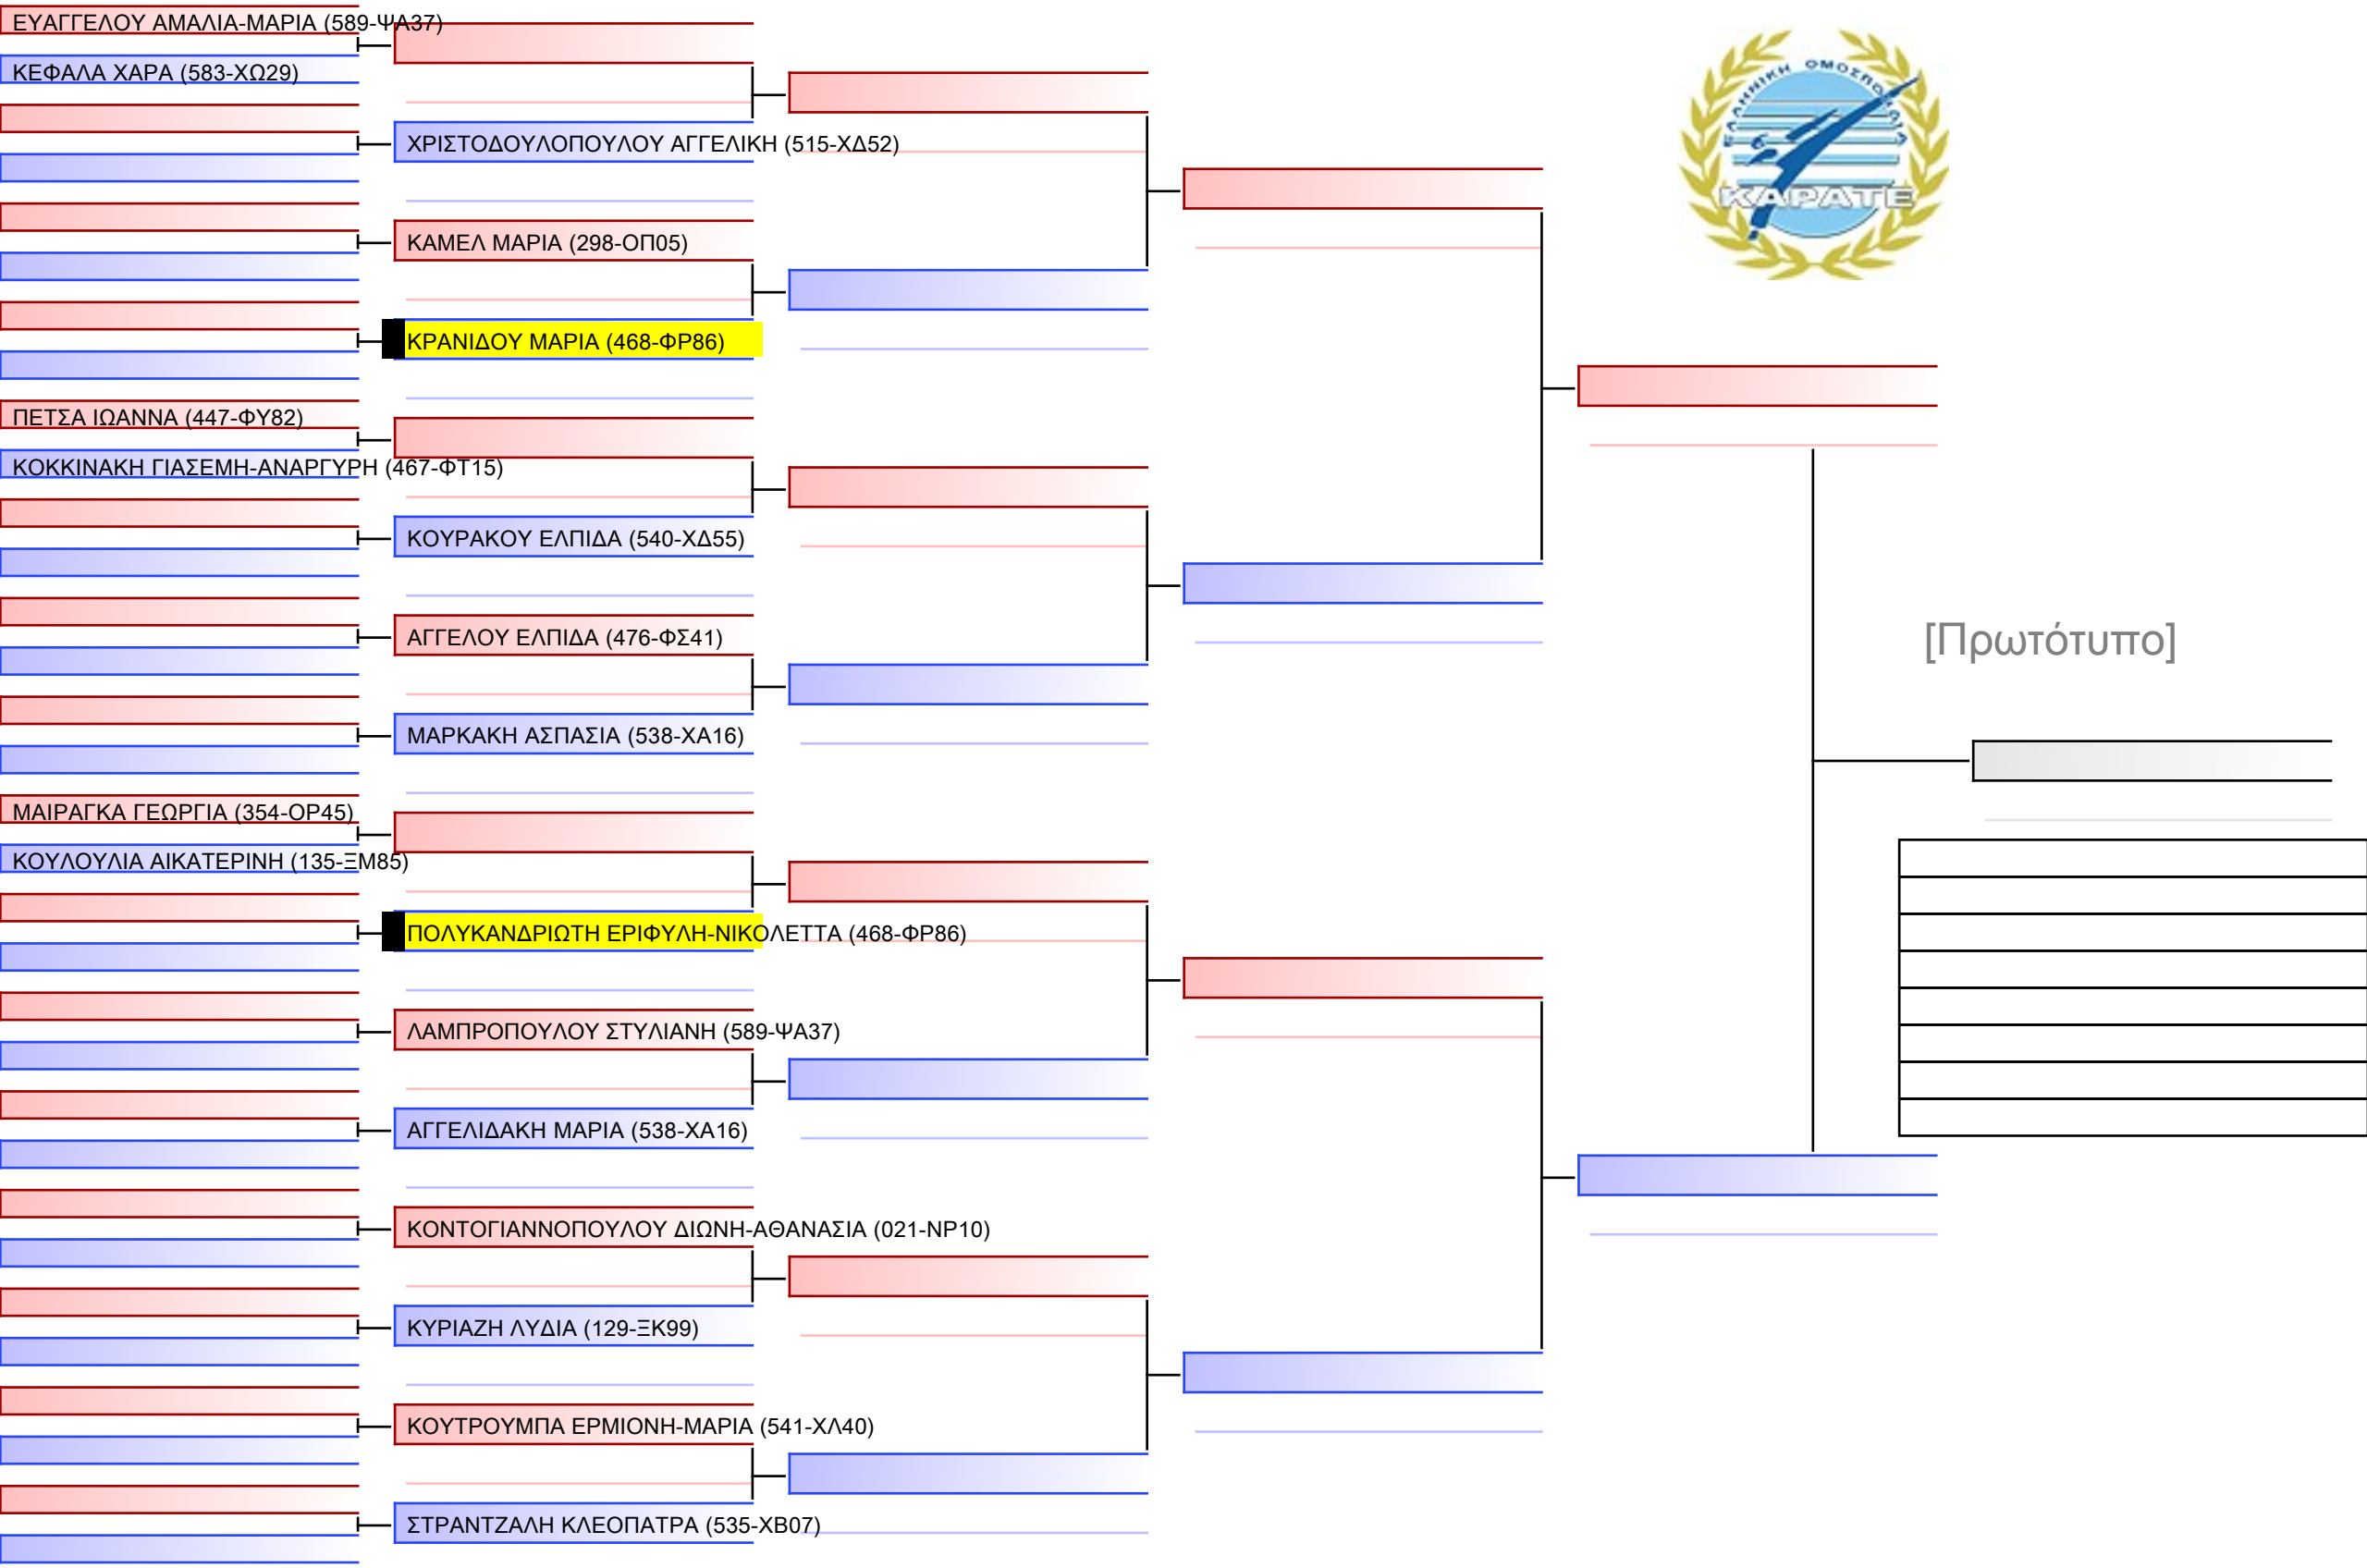 ΕΥΑΓΓΕΛΟΥ ΑΜΑΛΙΑ-ΜΑΡΙΑ (589-ΨΑ37)
ΚΕΦΑΛΑ ΧΑΡΑ (583-ΧΩ29)
ΧΡΙΣΤΟΔΟΥΛΟΠΟΥΛΟΥ ΑΓΓΕΛΙΚΗ (515-ΧΔ52)
ΚΑΜΕΛ ΜΑΡΙΑ (298-ΟΠ05)
ΚΡΑΝΙΔΟΥ ΜΑΡΙΑ (468-ΦΡ86)
ΠΕΤΣΑ ΙΩΑΝΝΑ (447-ΦΥ82)
ΚΟΚΚΙΝΑΚΗ ΓΙΑΣΕΜΗ-ΑΝΑΡΓΥΡΗ (467-ΦΤ15)
ΚΟΥΡΑΚΟΥ ΕΛΠΙΔΑ (540-ΧΔ55)
ΑΓΓΕΛΟΥ ΕΛΠΙΔΑ (476-ΦΣ41)
ΜΑΡΚΑΚΗ ΑΣΠΑΣΙΑ (538-ΧΑ16)
ΜΑΙΡΑΓΚΑ ΓΕΩΡΓΙΑ (354-ΟΡ45)
ΚΟΥΛΟΥΛΙΑ ΑΙΚΑΤΕΡΙΝΗ (135-ΞΜ85)
ΠΟΛΥΚΑΝΔΡΙΩΤΗ ΕΡΙΦΥΛΗ-ΝΙΚΟΛΕΤΤΑ (468-ΦΡ86)
ΛΑΜΠΡΟΠΟΥΛΟΥ ΣΤΥΛΙΑΝΗ (589-ΨΑ37)
ΑΓΓΕΛΙΔΑΚΗ ΜΑΡΙΑ (538-ΧΑ16)
ΚΟΝΤΟΓΙΑΝΝΟΠΟΥΛΟΥ ΔΙΩΝΗ-ΑΘΑΝΑΣΙΑ (021-ΝΡ10)
ΚΥΡΙΑΖΗ ΛΥΔΙΑ (129-ΞΚ99)
ΚΟΥΤΡΟΥΜΠΑ ΕΡΜΙΟΝΗ-ΜΑΡΙΑ (541-ΧΛ40)
ΣΤΡΑΝΤΖΑΛΗ ΚΛΕΟΠΑΤΡΑ (535-ΧΒ07)
ΕΛΛΗΝΙΚΗ ΟΜΟΣΠΟΝΔΙΑ
ΚΑΡΑΤΕ
[Πρωτότυπο]